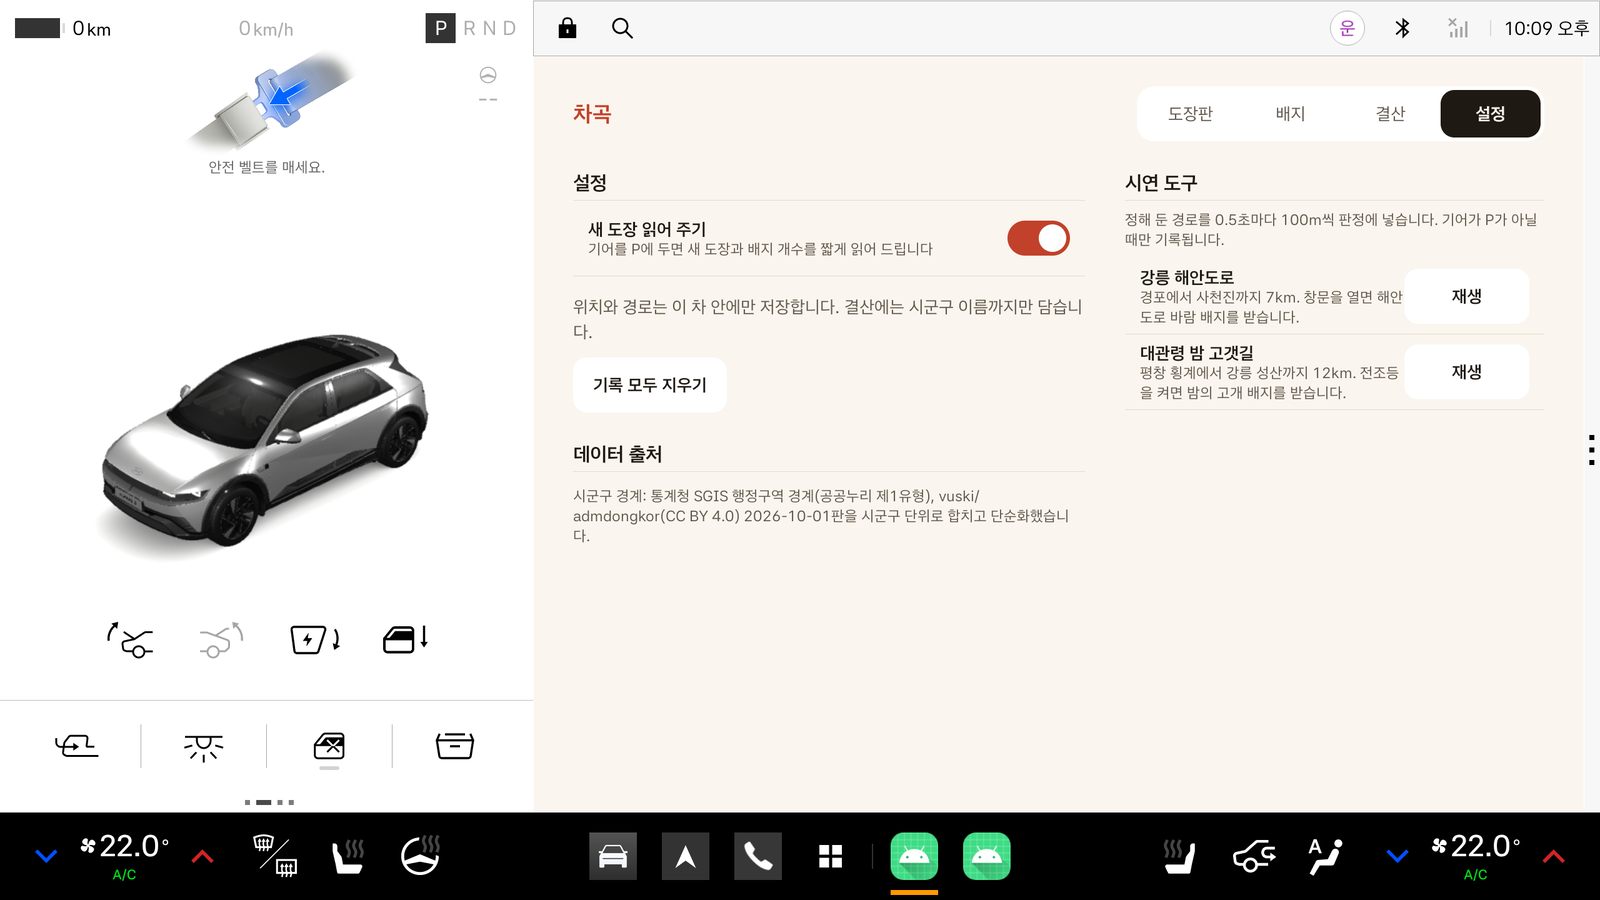 0 km
0 km/h
P R N D
10:09 오후
운
--
안전 벨트를 매세요.
차곡
도장판
배지
결산
설정
설정
새 도장 읽어 주기
기어를 P에 두면 새 도장과 배지 개수를 짧게 읽어 드립니다
위치와 경로는 이 차 안에만 저장합니다. 결산에는 시군구 이름까지만 담습니
다.
기록 모두 지우기
데이터 출처
시군구 경계: 통계청 SGIS 행정구역 경계(공공누리 제1유형), vuski/
admdongkor(CC BY 4.0) 2026-10-01판을 시군구 단위로 합치고 단순화했습니
다.
시연 도구
정해 둔 경로를 0.5초마다 100m씩 판정에 넣습니다. 기어가 P가 아닐
때만 기록됩니다.
강릉 해안도로
경포에서 사천진까지 7km. 창문을 열면 해안
도로 바람 배지를 받습니다.
재생
대관령 밤 고갯길
평창 횡계에서 강릉 성산까지 12km. 전조등
을 켜면 밤의 고개 배지를 받습니다.
재생
22.0°
A/C
A
22.0°
A/C